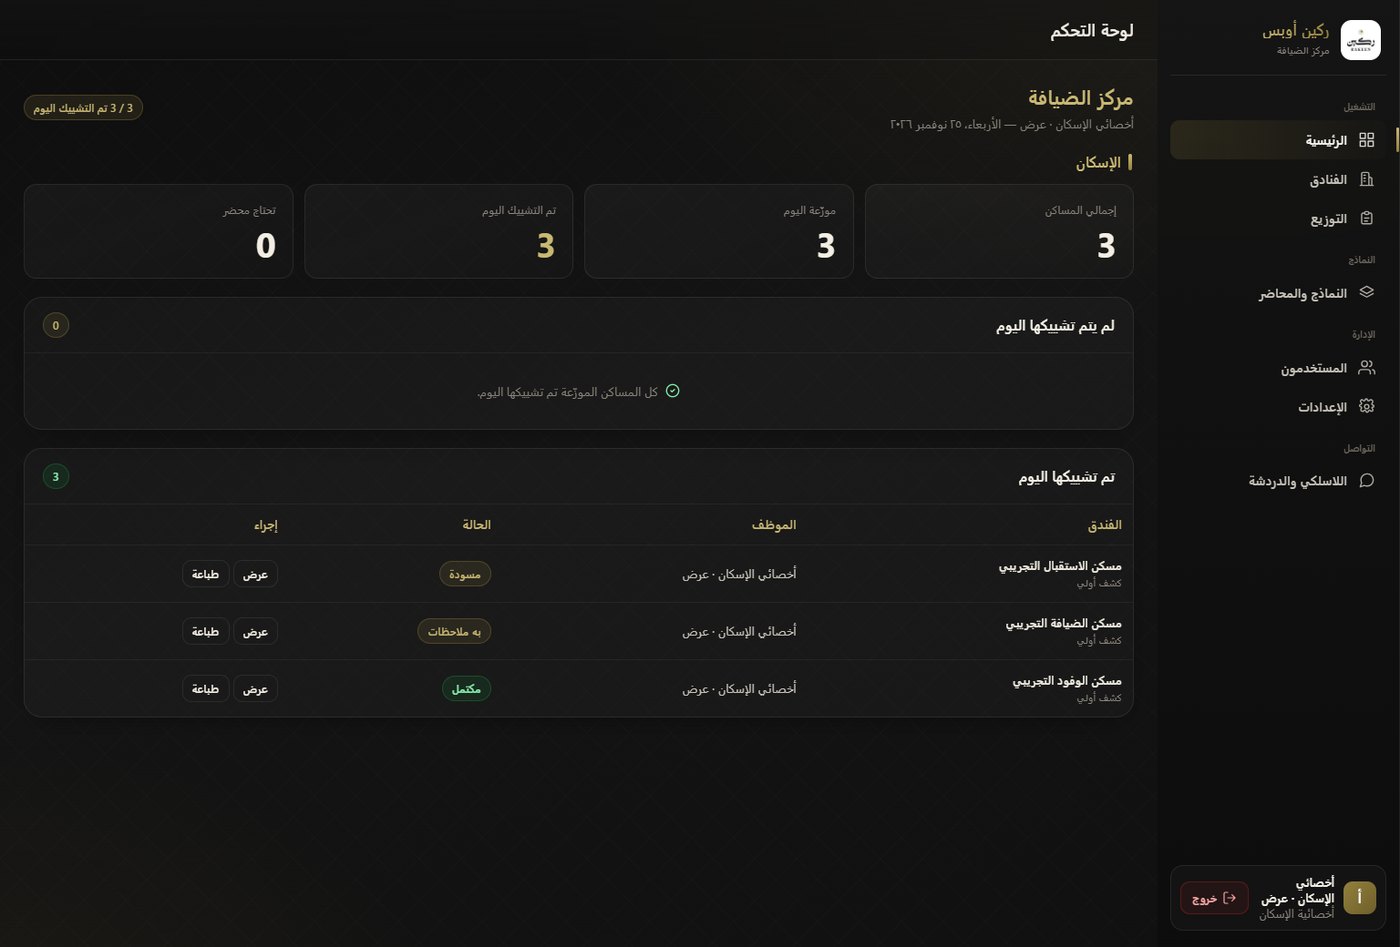 ركين
RAKEEN
ركين أويس
مركز الضيافة
التشغيل
الرئيسية
الفنادق
التوزيع
النماذج
النماذج والمحاضر
الإدارة
المستخدمون
الإعدادات
التواصل
اللاسلكي والدردشة
أخصائي الإسكان · عرض
أخصائية الإسكان
أ
خروج
لوحة التحكم
مركز الضيافة
أخصائي الإسكان · عرض — الأربعاء، ٢٥ نوفمبر ٢٠٢٦
3 / 3 تم التشييك اليوم
الإسكان
إجمالي المساكن
3
موزّعة اليوم
3
تم التشييك اليوم
3
تحتاج محضر
0
لم يتم تشييكها اليوم
0
كل المساكن الموزّعة تم تشييكها اليوم.
تم تشييكها اليوم
3
الفندق الموظف الحالة إجراء
مسكن الاستقبال التجريبي
كشف أولي
أخصائي الإسكان · عرض
مسودة
عرض
طباعة
مسكن الضيافة التجريبي
كشف أولي
أخصائي الإسكان · عرض
به ملاحظات
عرض
طباعة
مسكن الوفود التجريبي
كشف أولي
أخصائي الإسكان · عرض
مكتمل
عرض
طباعة